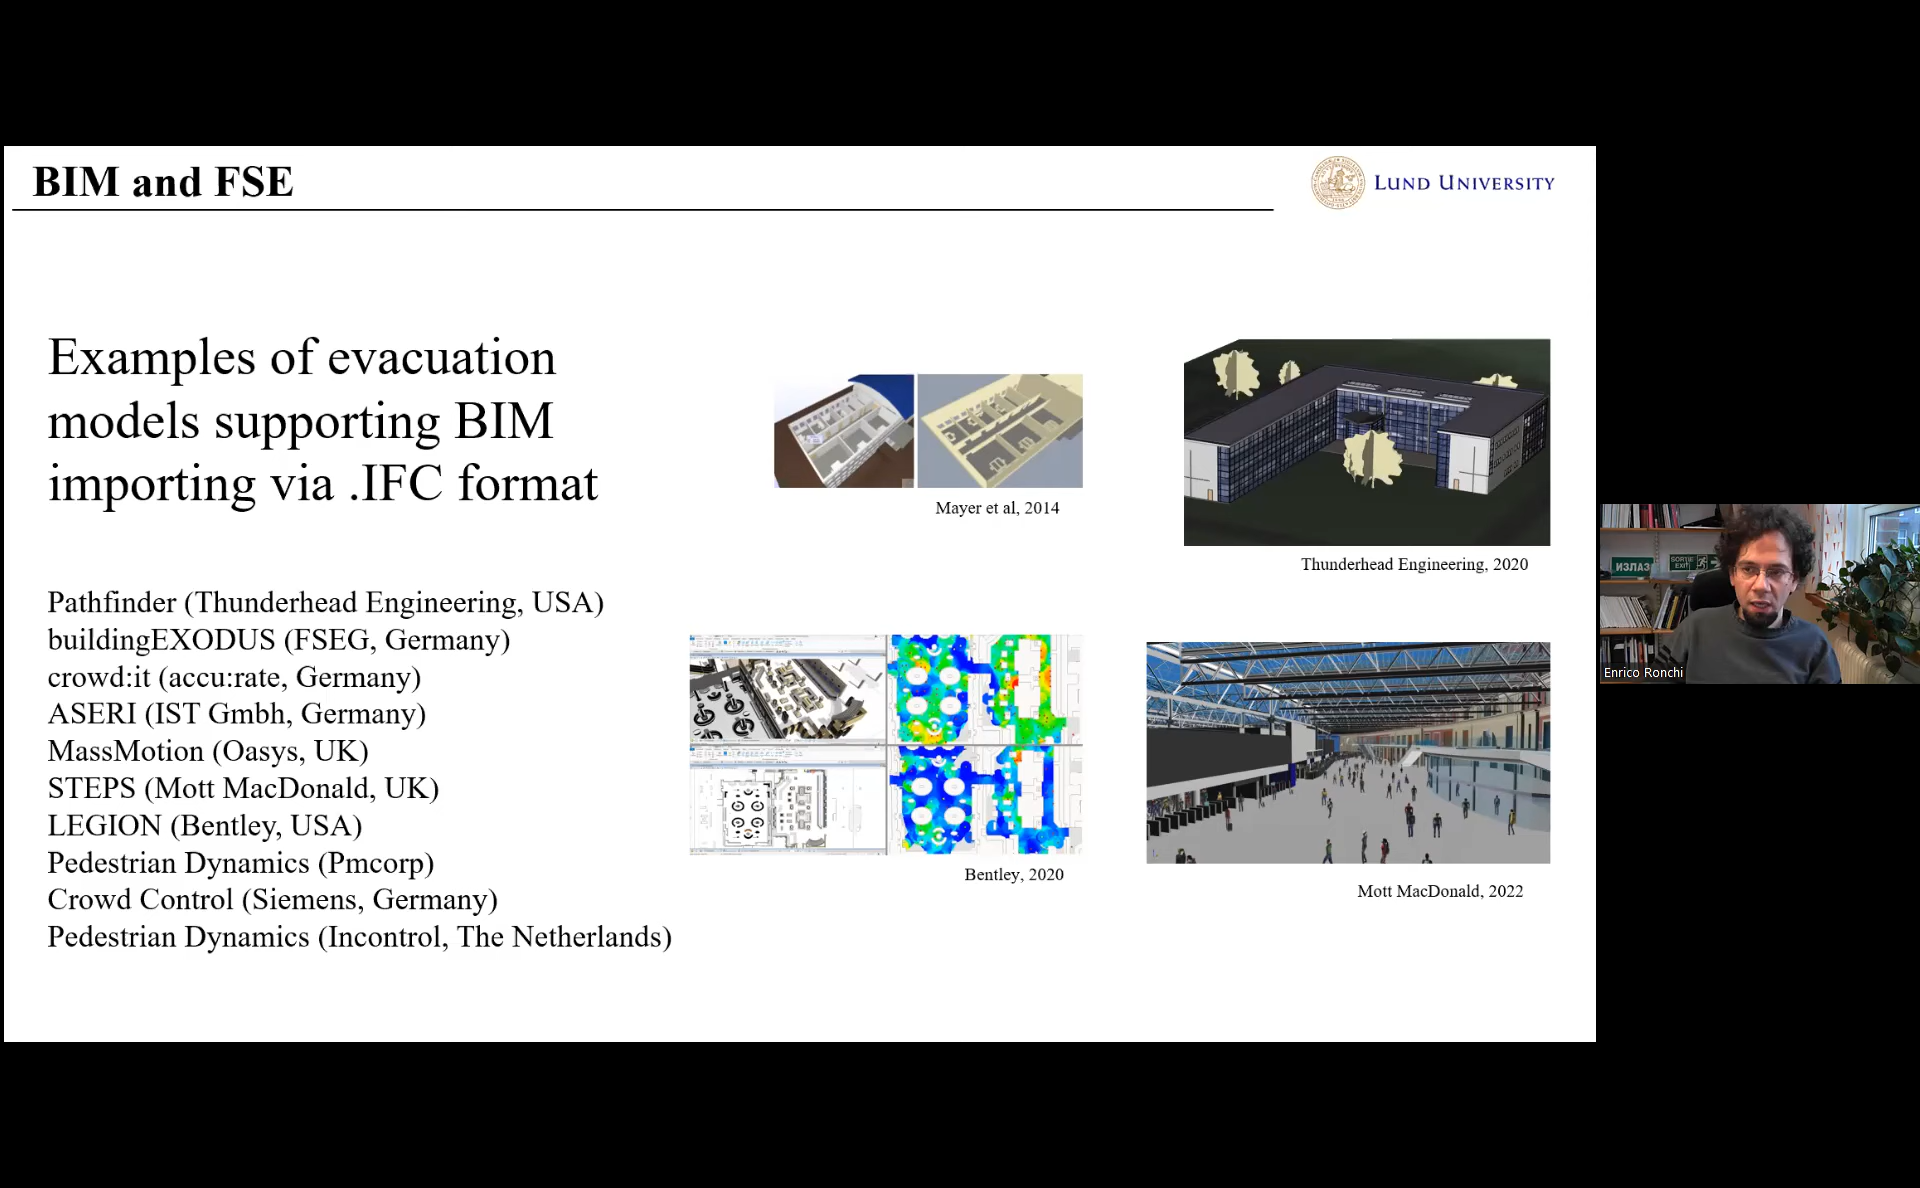 BIM and FSE
LUND UNIVERSITY
Examples of evacuation
models supporting BIM
importing via .IFC format
Mayer et al, 2014
Thunderhead Engineering, 2020
Pathfinder (Thunderhead Engineering, USA)
buildingEXODUS (FSEG, Germany)
crowd:it (accu:rate, Germany)
ASERI (IST Gmbh, Germany)
MassMotion (Oasys, UK)
STEPS (Mott MacDonald, UK)
LEGION (Bentley, USA)
Pedestrian Dynamics (Pmcorp)
Crowd Control (Siemens, Germany)
Pedestrian Dynamics (Incontrol, The Netherlands)
Bentley, 2020
Mott MacDonald, 2022
ИЗЛАЗ
SORTIE
EXIT
Enrico Ronchi